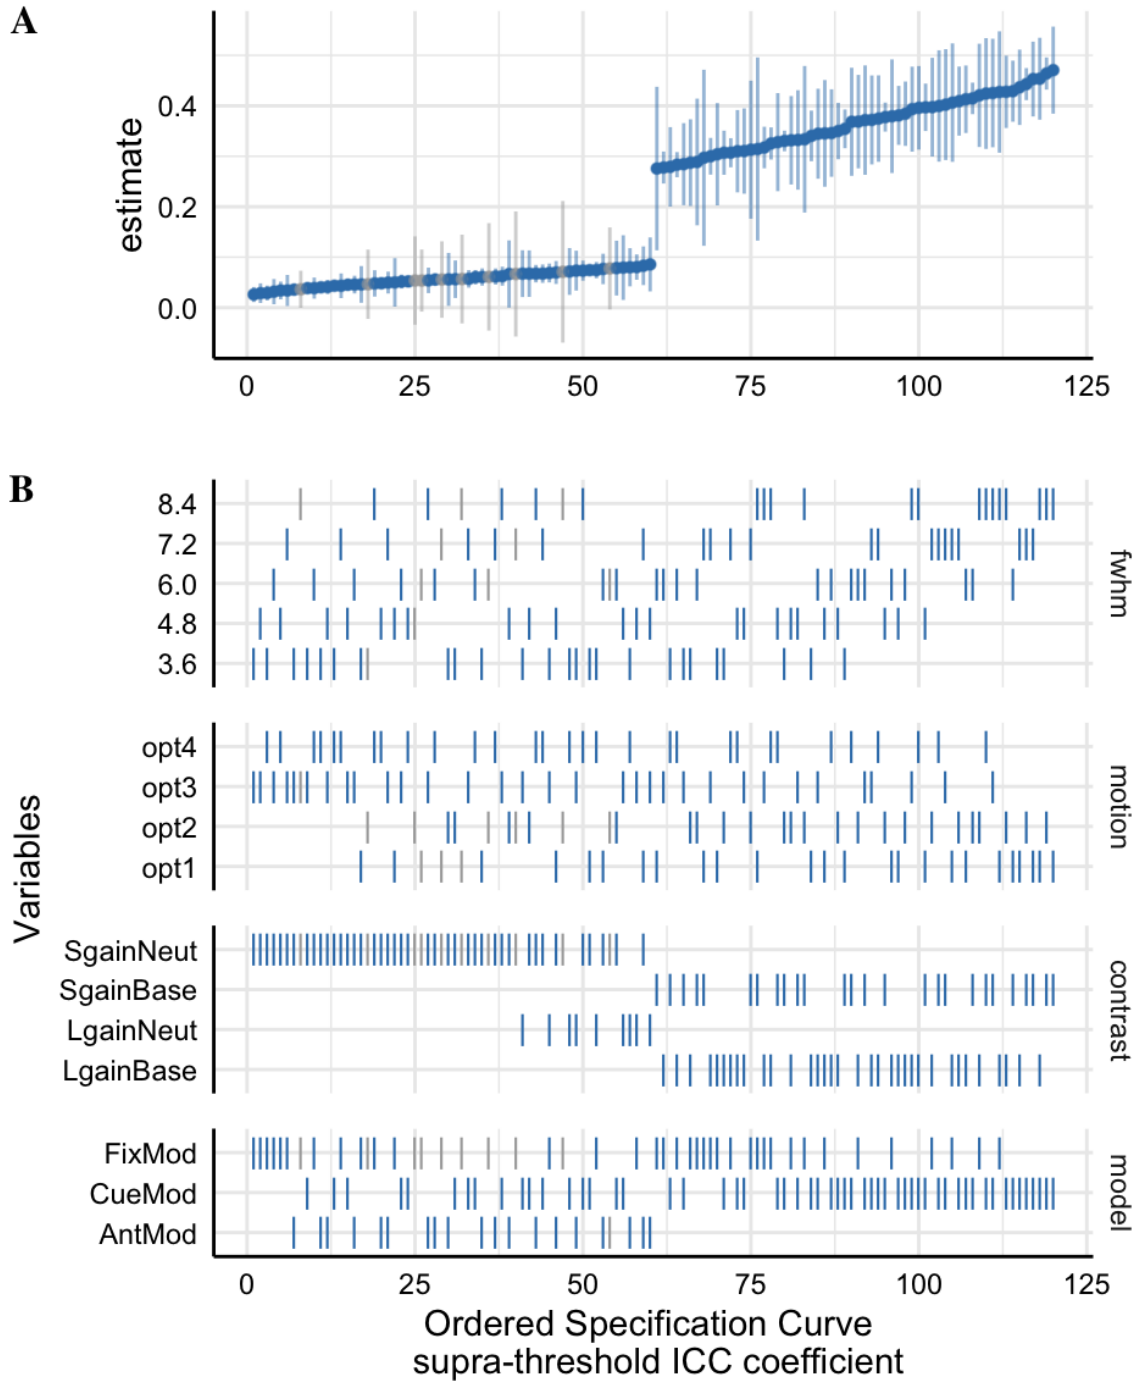 A
estimate
0.4
0.2
0.0
0 25 50 75 100 125
B
Variables
8.4
7.2
6.0
4.8
3.6
fwhm
opt4
opt3
opt2
opt1
motion
SgainNeut
SgainBase
LgainNeut
LgainBase
contrast
FixMod
CueMod
AntMod
model
0 25 50 75 100 125
Ordered Specification Curve
supra-threshold ICC coefficient